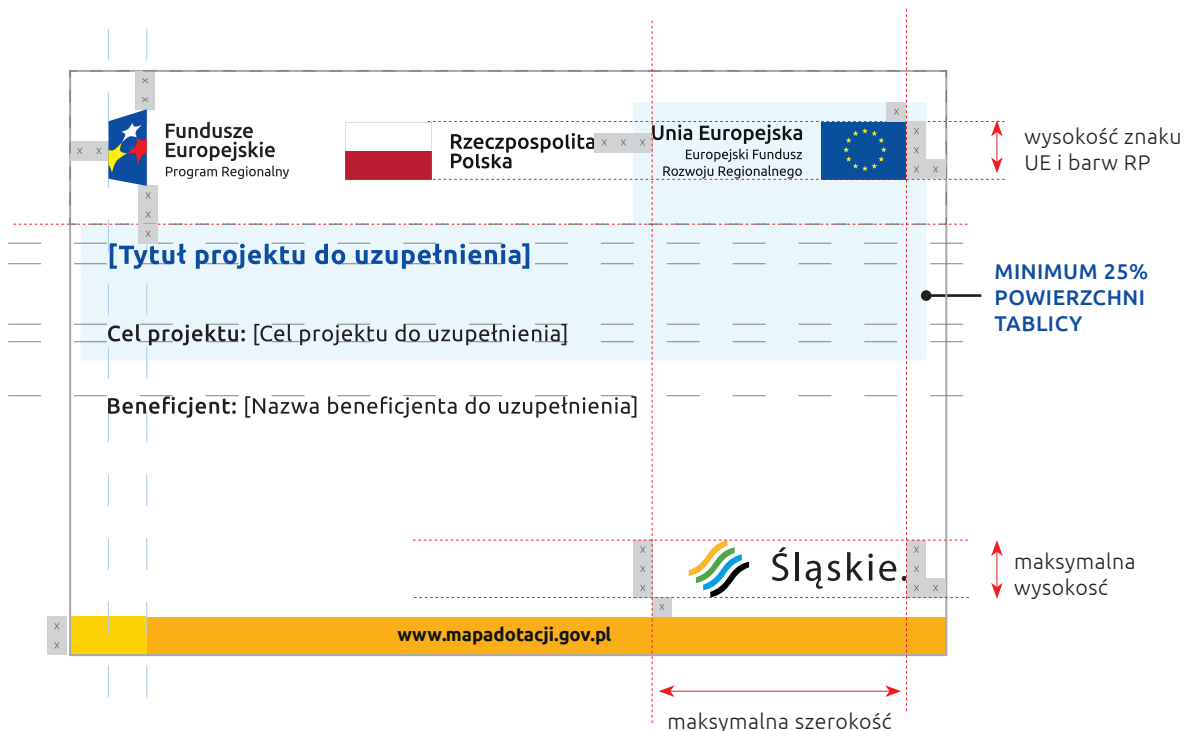 Fundusze
Europejskie
Program Regionalny
Rzeczpospolita
Polska
Unia Europejska
Europejski Fundusz
Rozwoju Regionalnego
wysokość znaku
UE i barw RP
[Tytuł projektu do uzupełnienia]
MINIMUM 25%
POWIERZCHNI
TABLICY
Cel projektu: [Cel projektu do uzupełnienia]
Beneficjent: [Nazwa beneficjenta do uzupełnienia]
Śląskie.
maksymalna
wysokosć
www.mapadotacji.gov.pl
maksymalna szerokość
x x
x x
x x x
x x x
x
x x x x
x x x
x x x x
x
x x